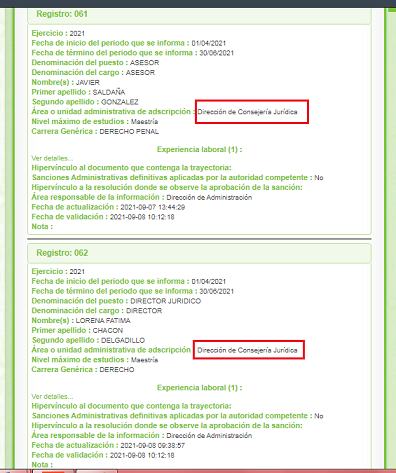 Registro: 061
Ejercicio : 2021
Fecha de inicio del periodo que se informa : 01/04/2021
Fecha de término del periodo que se informa : 30/06/2021
Denominación del puesto : ASESOR
Denominación del cargo : ASESOR
Nombre(s) : JAVIER
Primer apellido : SALDAÑA
Segundo apellido : GONZALEZ
Área o unidad administrativa de adscripción : Dirección de Consejería Jurídica
Nivel máximo de estudios : Maestría
Carrera Genérica : DERECHO PENAL
Experiencia laboral (1) :
Ver detalles...
Hipervínculo al documento que contenga la trayectoria:
Sanciones Administrativas definitivas aplicadas por la autoridad competente : No
Hipervínculo a la resolución donde se observe la aprobación de la sanción:
Área responsable de la información : Dirección de Administración
Fecha de actualización : 2021-09-07 13:44:29
Fecha de validación : 2021-09-08 10:12:18
Nota :
Registro: 062
Ejercicio : 2021
Fecha de inicio del periodo que se informa : 01/04/2021
Fecha de término del periodo que se informa : 30/06/2021
Denominación del puesto : DIRECTOR JURIDICO
Denominación del cargo : DIRECTOR
Nombre(s) : LORENA FATIMA
Primer apellido : CHACON
Segundo apellido : DELGADILLO
Área o unidad administrativa de adscripción : Dirección de Consejería Jurídica
Nivel máximo de estudios : Maestría
Carrera Genérica : DERECHO
Experiencia laboral (1) :
Ver detalles...
Hipervínculo al documento que contenga la trayectoria:
Sanciones Administrativas definitivas aplicadas por la autoridad competente : No
Hipervínculo a la resolución donde se observe la aprobación de la sanción:
Área responsable de la información : Dirección de Administración
Fecha de actualización : 2021-09-08 09:38:57
Fecha de validación : 2021-09-08 10:12:18
Nota :